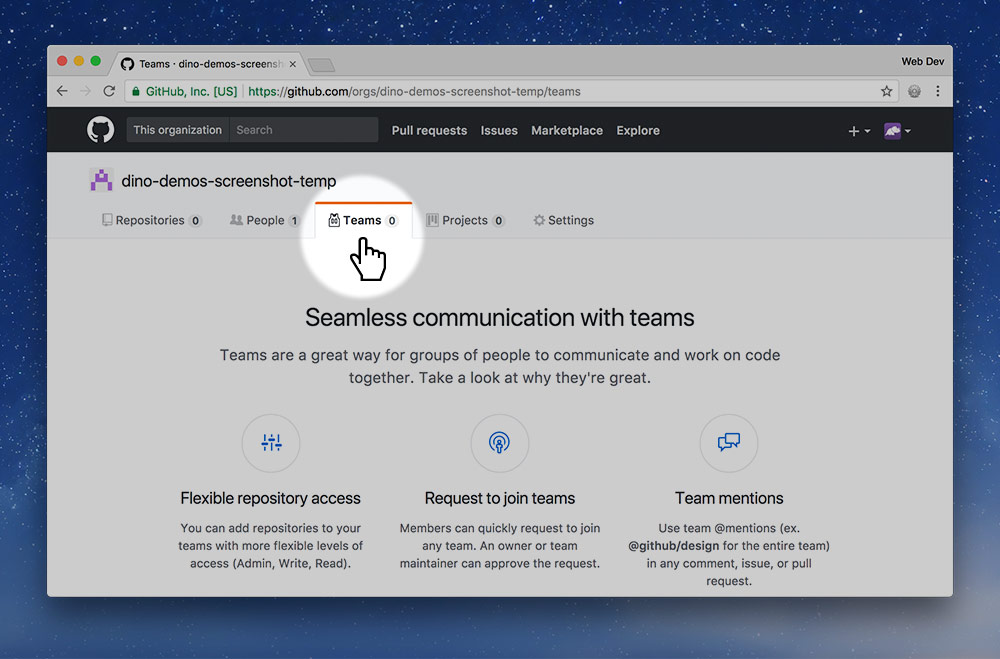 Teams · dino-demos-screensh
Web Dev
GitHub, Inc. [US] https://github.com/orgs/dino-demos-screenshot-temp/teams
This organization Search Pull requests Issues Marketplace Explore
dino-demos-screenshot-temp
Repositories 0 People 1 Teams 0 Projects 0 Settings
Seamless communication with teams
Teams are a great way for groups of people to communicate and work on code
together. Take a look at why they're great.
Flexible repository access
You can add repositories to your
teams with more flexible levels of
access (Admin, Write, Read).
Request to join teams
Members can quickly request to join
any team. An owner or team
maintainer can approve the request.
Team mentions
Use team @mentions (ex.
@github/design for the entire team)
in any comment, issue, or pull
request.